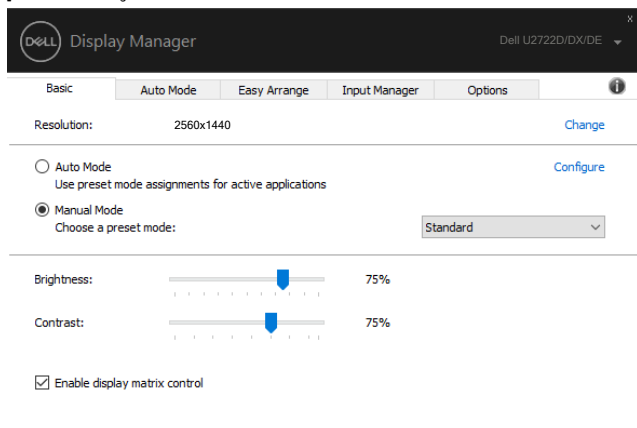 x
DELL Display Manager Dell U2722D/DX/DE
Basic Auto Mode Easy Arrange Input Manager Options i
Resolution: 2560x1440 Change
Auto Mode Configure
Use preset mode assignments for active applications
Manual Mode
Choose a preset mode: Standard
Brightness: 75%
Contrast: 75%
Enable display matrix control